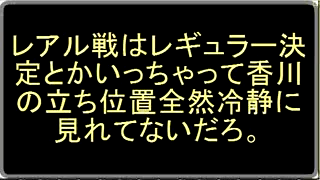 レアル戦はレギュラー決
定とかいっちゃって香川
の立ち位置全然冷静に
見れてないだろ。